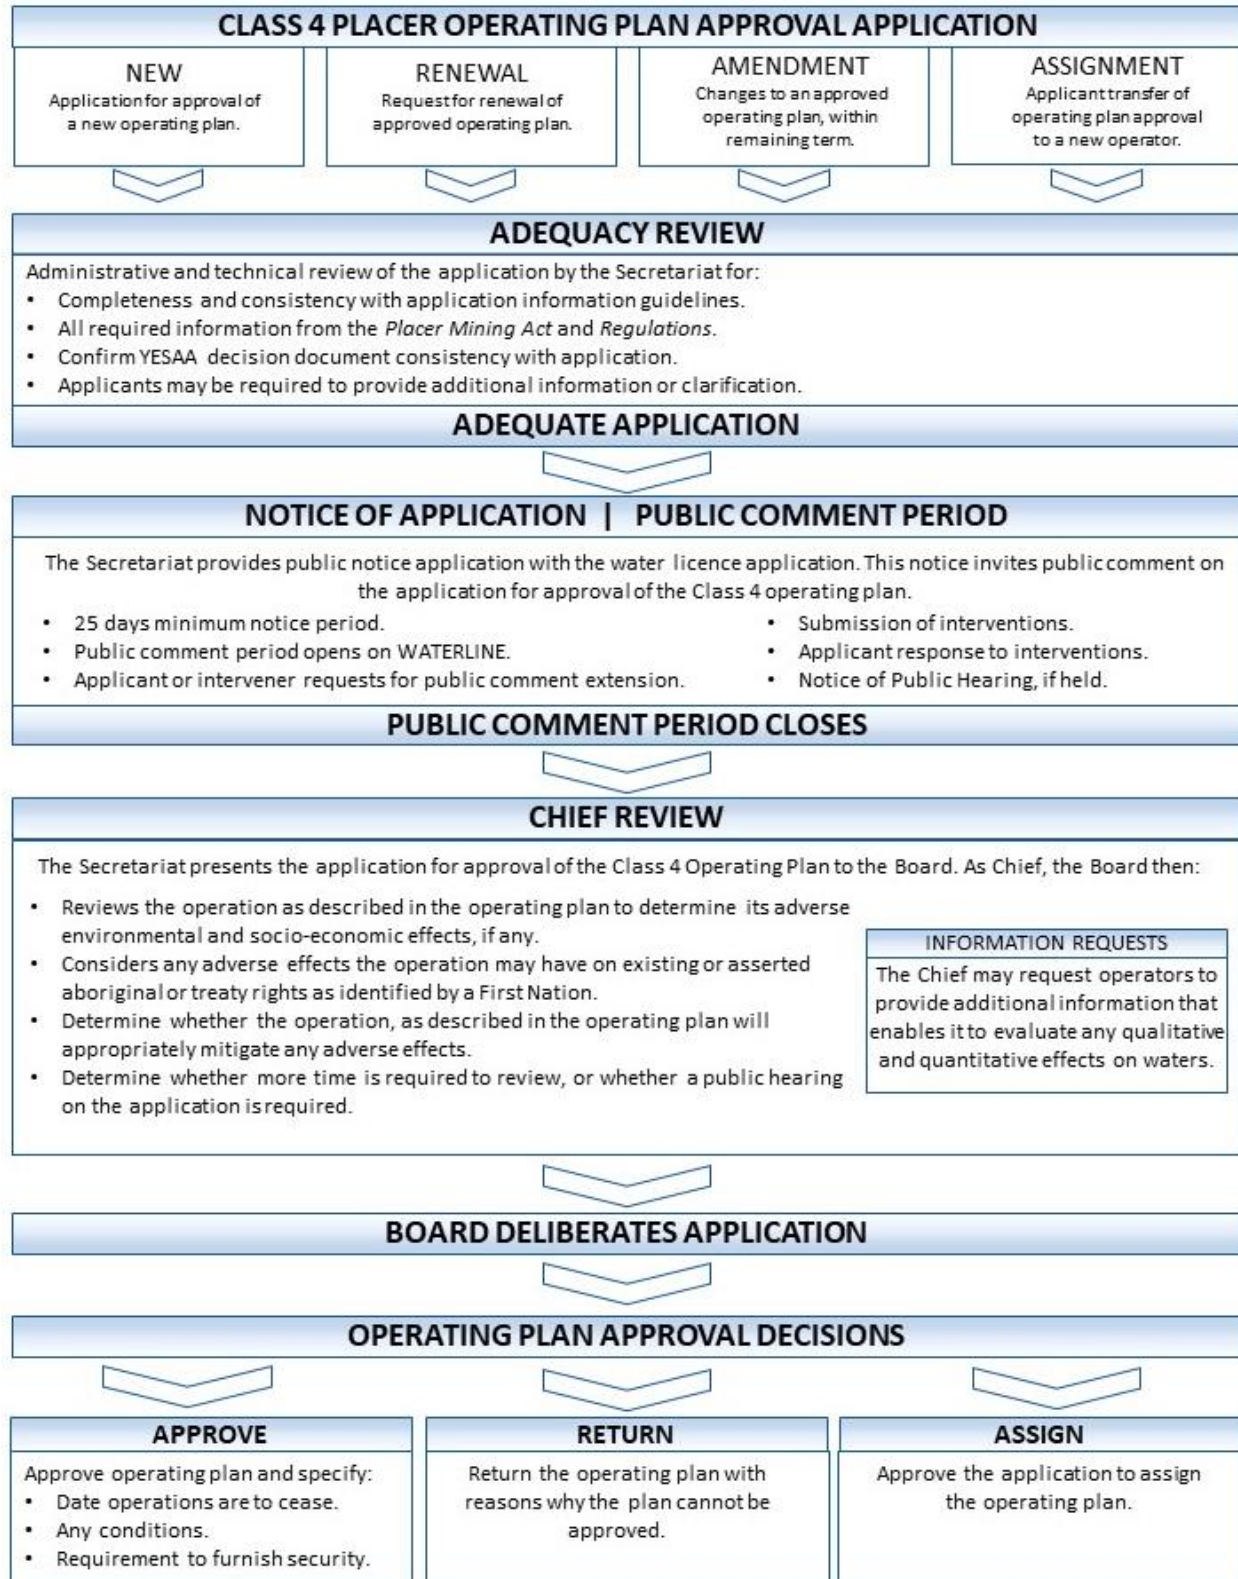 CLASS 4 PLACER OPERATING PLAN APPROVAL APPLICATION
NEW
Application for approval of
a new operating plan.
RENEWAL
Request for renewal of
approved operating plan.
AMENDMENT
Changes to an approved
operating plan, within
remaining term.
ASSIGNMENT
Applicant transfer of
operating plan approval
to a new operator.
ADEQUACY REVIEW
Administrative and technical review of the application by the Secretariat for:
• Completeness and consistency with application information guidelines.
• All required information from the Placer Mining Act and Regulations.
• Confirm YESAA decision document consistency with application.
• Applicants may be required to provide additional information or clarification.
ADEQUATE APPLICATION
NOTICE OF APPLICATION | PUBLIC COMMENT PERIOD
The Secretariat provides public notice application with the water licence application. This notice invites public comment on
the application for approval of the Class 4 operating plan.
• 25 days minimum notice period.
• Public comment period opens on WATERLINE.
• Applicant or intervener requests for public comment extension.
• Submission of interventions.
• Applicant response to interventions.
• Notice of Public Hearing, if held.
PUBLIC COMMENT PERIOD CLOSES
CHIEF REVIEW
The Secretariat presents the application for approval of the Class 4 Operating Plan to the Board. As Chief, the Board then:
• Reviews the operation as described in the operating plan to determine its adverse
environmental and socio-economic effects, if any.
• Considers any adverse effects the operation may have on existing or asserted
aboriginal or treaty rights as identified by a First Nation.
• Determine whether the operation, as described in the operating plan will
appropriately mitigate any adverse effects.
• Determine whether more time is required to review, or whether a public hearing
on the application is required.
INFORMATION REQUESTS
The Chief may request operators to
provide additional information that
enables it to evaluate any qualitative
and quantitative effects on waters.
BOARD DELIBERATES APPLICATION
OPERATING PLAN APPROVAL DECISIONS
APPROVE
Approve operating plan and specify:
• Date operations are to cease.
• Any conditions.
• Requirement to furnish security.
RETURN
Return the operating plan with
reasons why the plan cannot be
approved.
ASSIGN
Approve the application to assign
the operating plan.